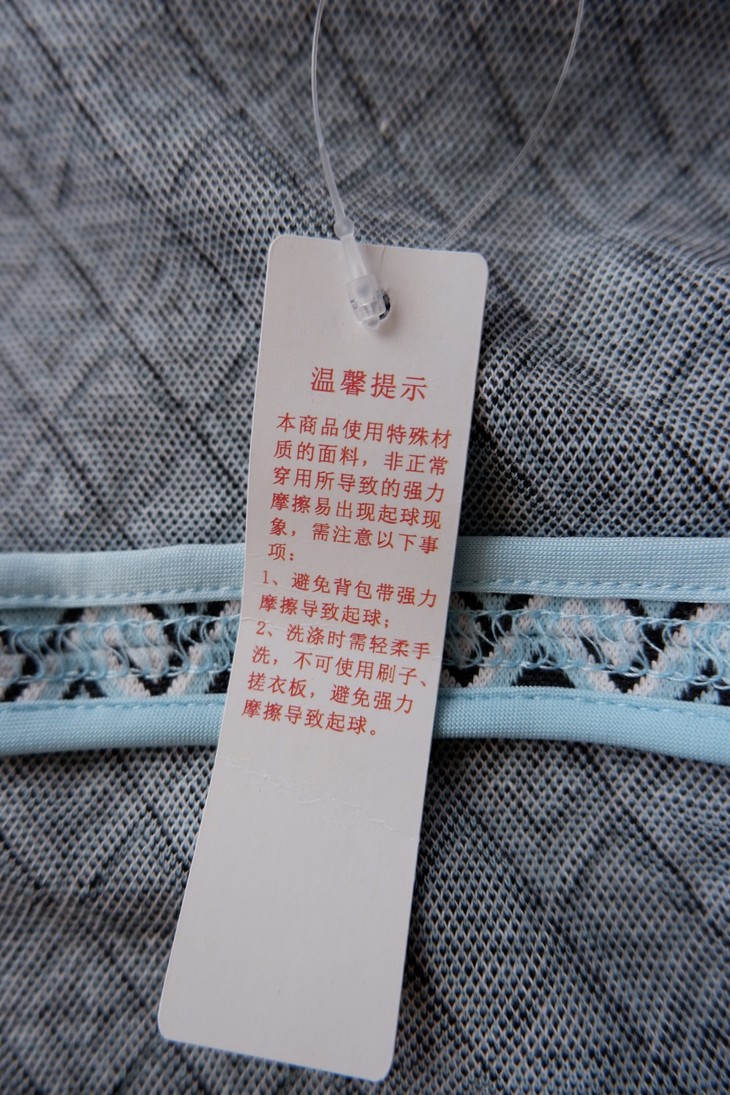 温馨提示
本商品使用特殊材
质的面料，非正常
穿用所导致的强力
摩擦易出现起球现
象，需注意以下事
项：
1、避免背包带强力
摩擦导致起球；
2、洗涤时需轻柔手
洗，不可使用刷子、
搓衣板，避免强力
摩擦导致起球。